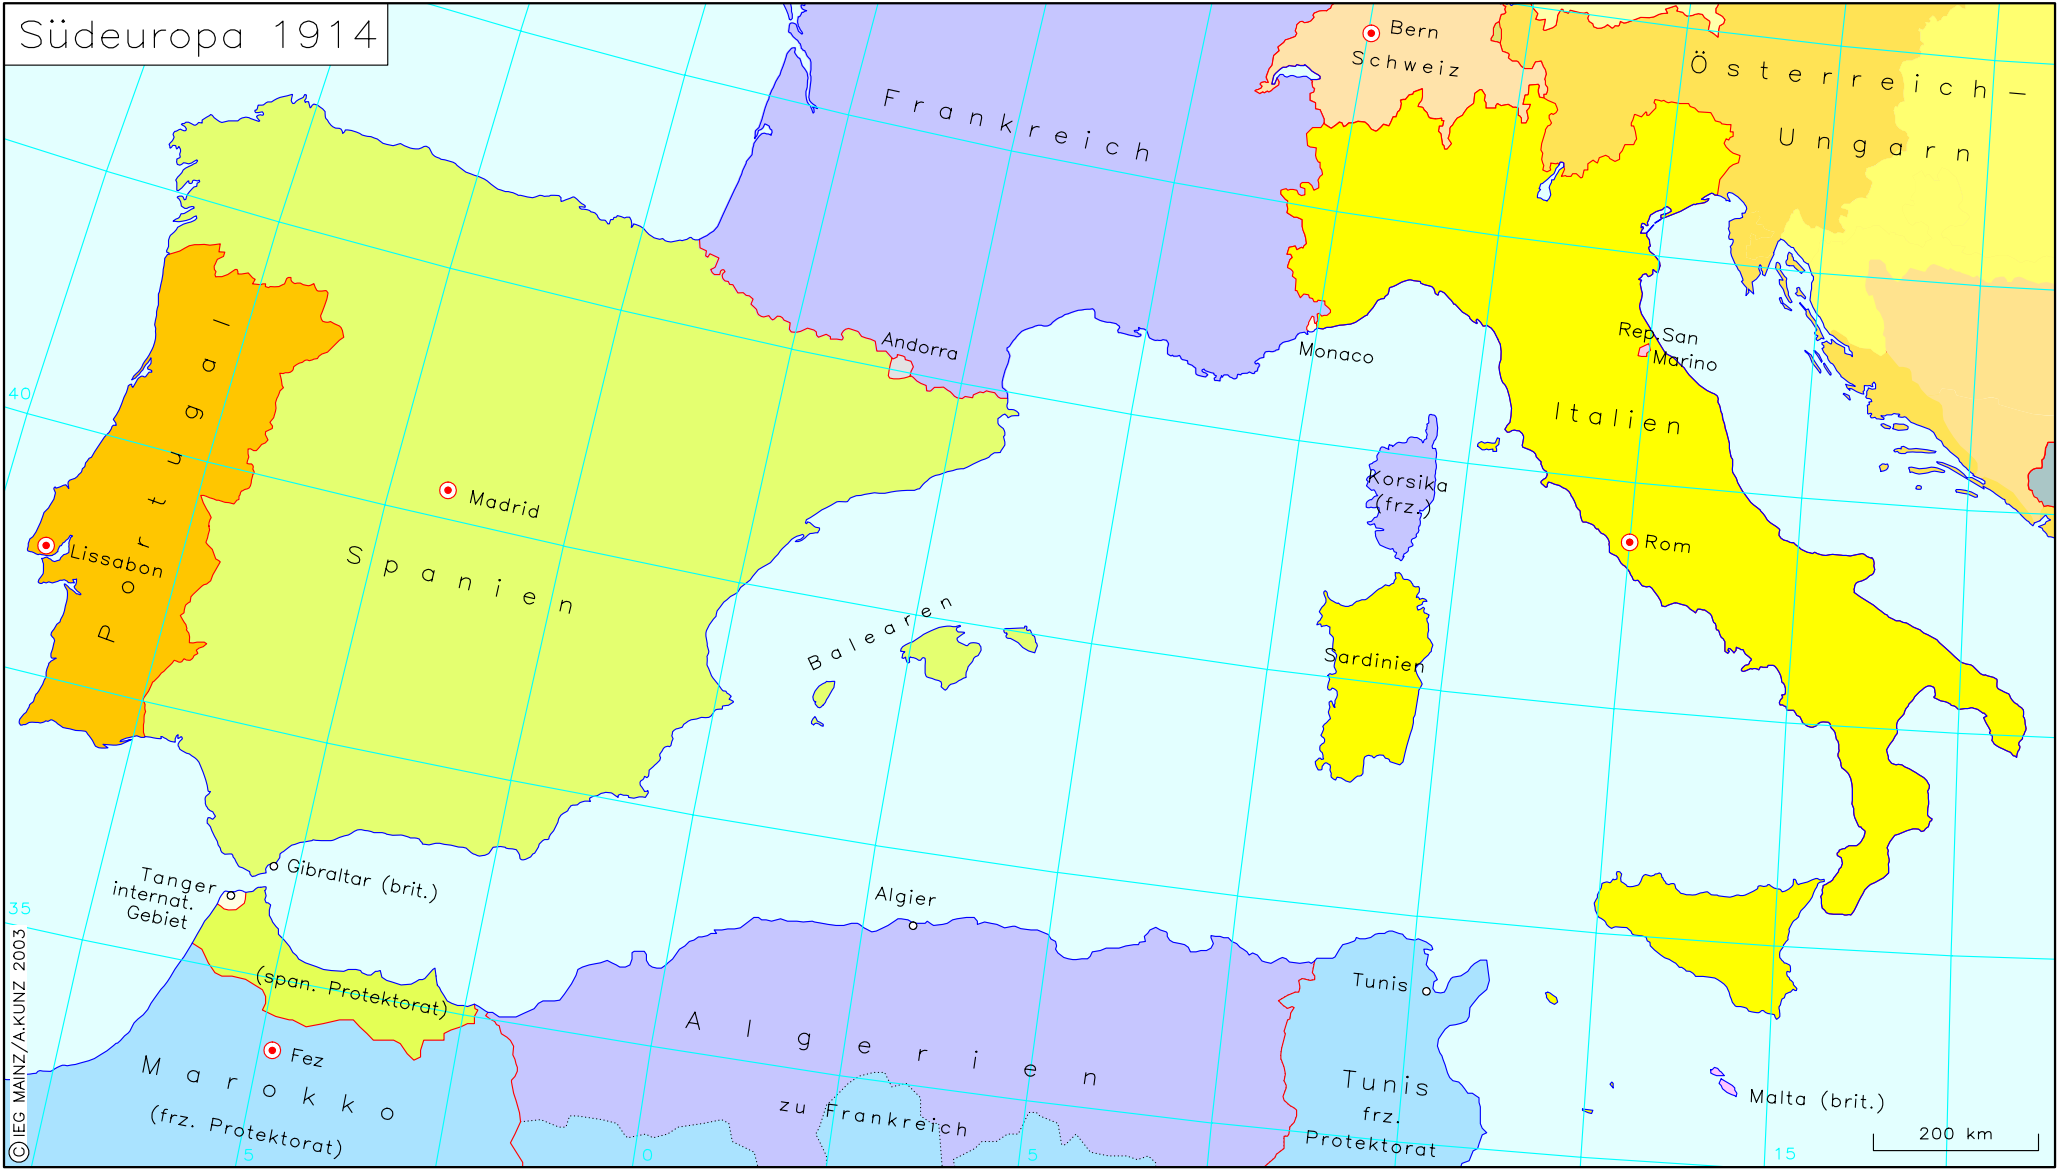 Südeuropa 1914
Bern
Schweiz
Österreich–
Ungarn
Frankreich
Portugal
Andorra
Monaco
Rep.San
Marino
Italien
40
Madrid
Korsika
(frz.)
Lissabon
Rom
Spanien
Balearen
Sardinien
Gibraltar (brit.)
Tanger
internat.
Gebiet
Algier
35
(span. Protektorat)
Tunis
Fez
Marokko
(frz. Protektorat)
Algerien
zu Frankreich
Tunis
frz.
Protektorat
Malta (brit.)
200 km
5
0
5
15
©IEG MAINZ/A.KUNZ 2003